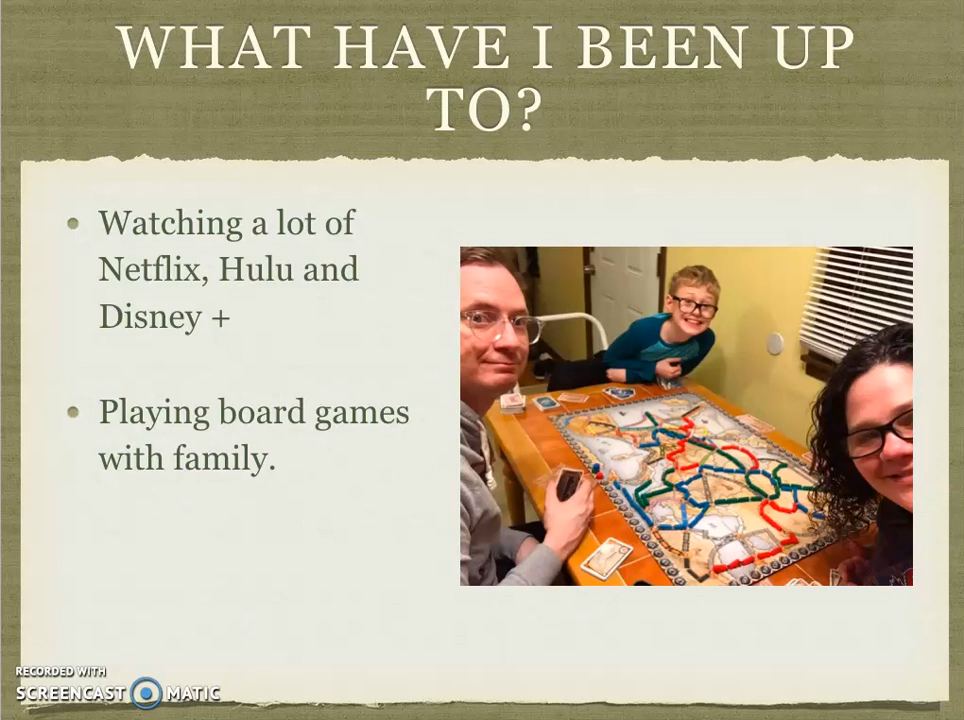 WHAT HAVE I BEEN UP
TO?
• Watching a lot of
Netflix, Hulu and
Disney +
• Playing board games
with family.
RECORDED WITH
SCREENCAST MATIC